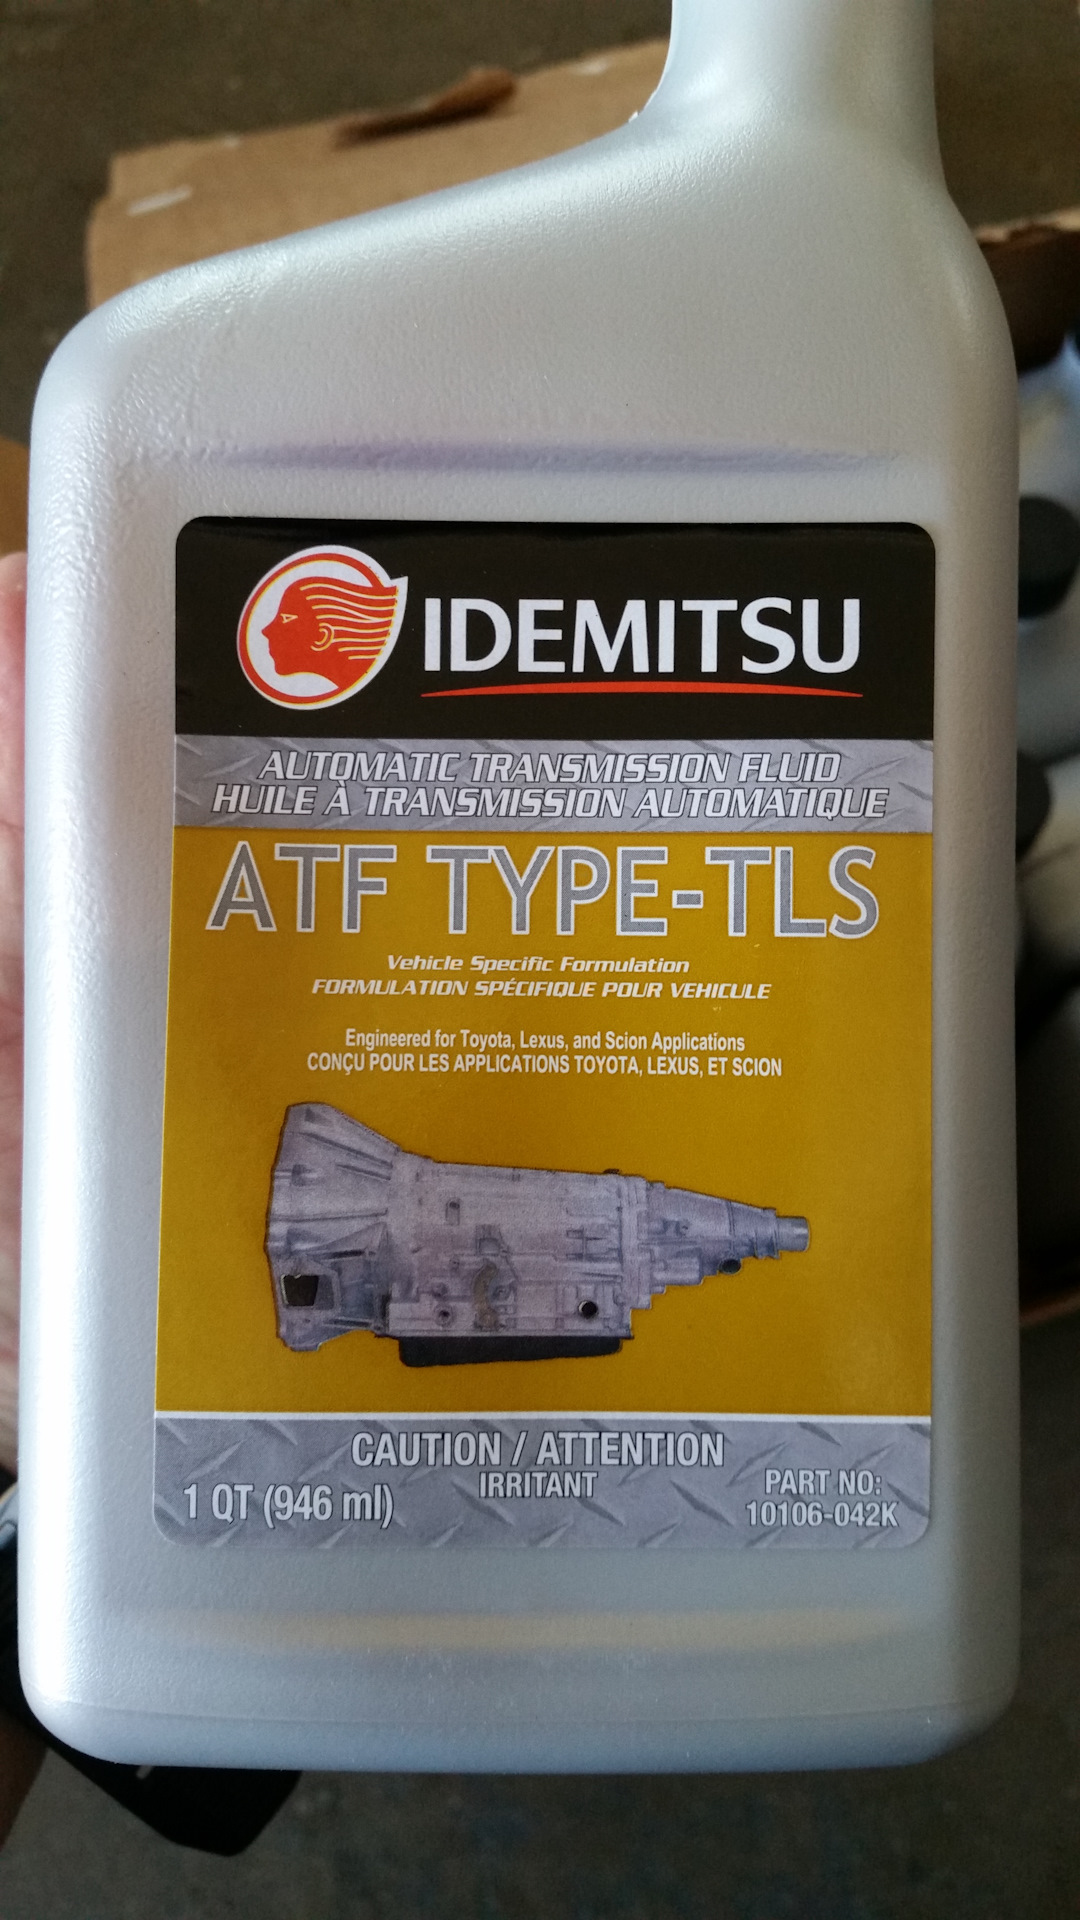 IDEMITSU
AUTOMATIC TRANSMISSION FLUID
HUILE À TRANSMISSION AUTOMATIQUE
ATF TYPE-TLS
Vehicle Specific Formulation
FORMULATION SPÉCIFIQUE POUR VEHICULE
Engineered for Toyota, Lexus, and Scion Applications
CONÇU POUR LES APPLICATIONS TOYOTA, LEXUS, ET SCION
CAUTION / ATTENTION
IRRITANT
1 QT (946 ml)
PART NO:
10106-042K